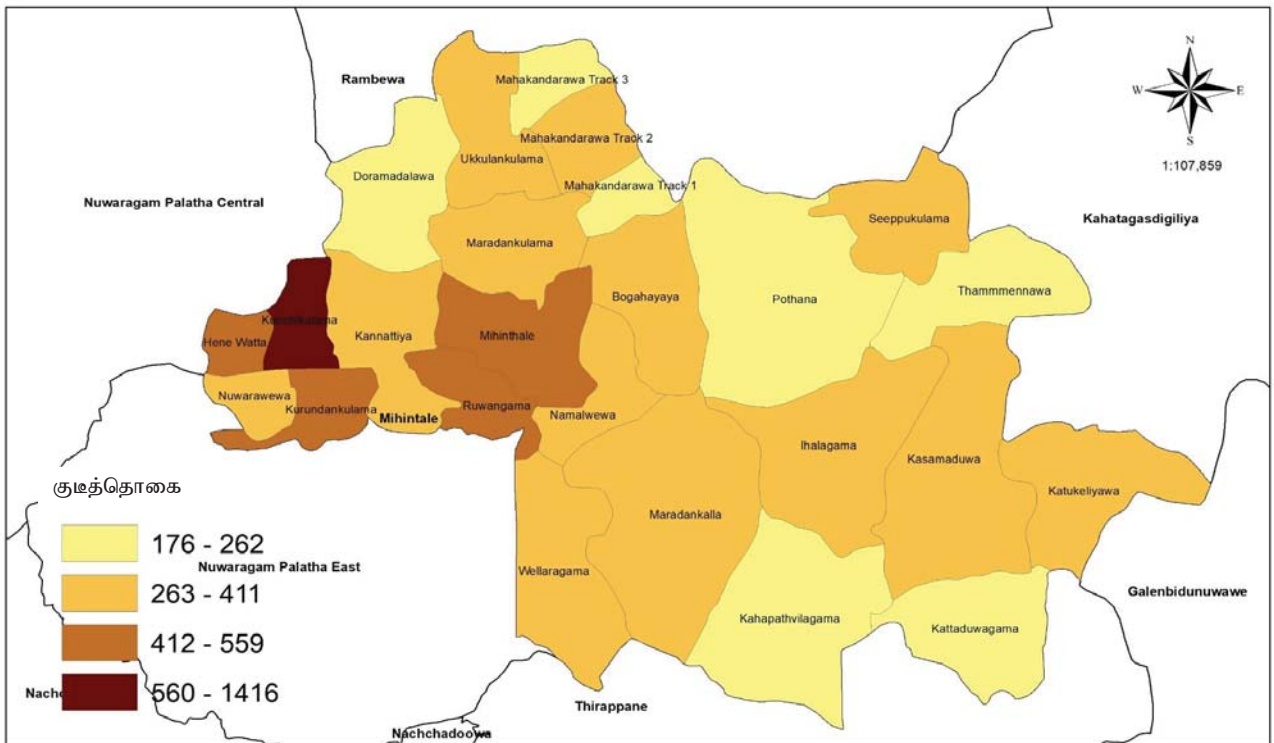 N
Rambewa
Mahakandarawa Track 3
W E
Mahakandarawa Track 2
S
Ukkulankulama
1:107,859
Doramadalawa
Mahakandarawa Track 1
Nuwaragam Palatha Central
Seeppukulama
Kahatagasdigiliya
Maradankulama
Thammmennawa
Bogahayaya
Pothana
Kannattiya
Mihinthale
Hene Watta
Nuwarawewa
Kurundankulama
Ruwangama
Mihintale
Namalwewa
Ihalagama
Kasamaduwa
Katukeliyawa
குடித்தொகை
Maradankalla
176 - 262
Nuwaragam Palatha East
Wellaragama
263 - 411
Galenbidunuwawe
Kahapathvilagama
Kattaduwagama
412 - 559
560 - 1416
Thirappane
Nachchadoowa